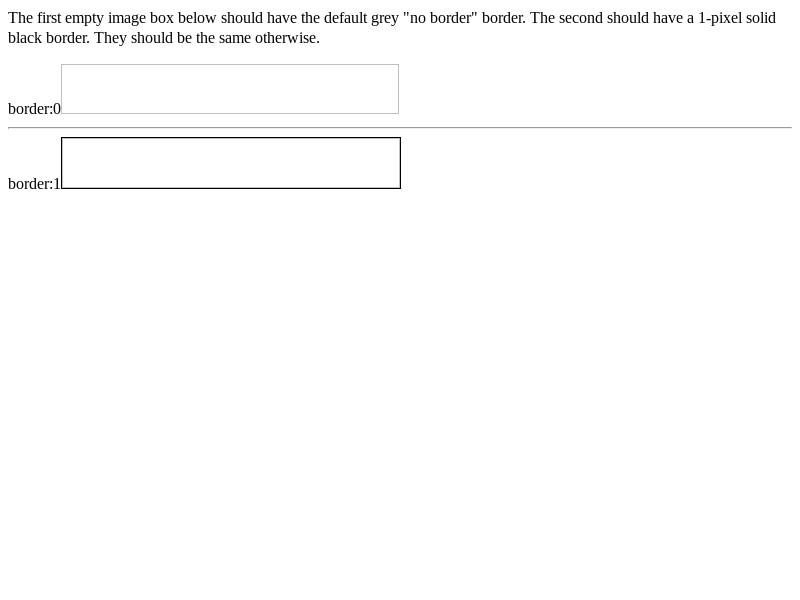 The first empty image box below should have the default grey "no border" border. The second should have a 1-pixel solid
black border. They should be the same otherwise.
border:0
border:1